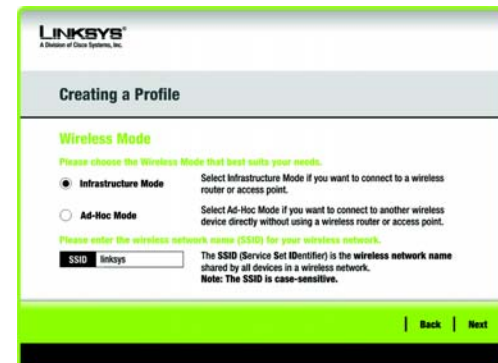 LINKSYS®
A Division of Cisco Systems, Inc.
Creating a Profile
Wireless Mode
Please choose the Wireless Mode that best suits your needs.
Infrastructure Mode
Select Infrastructure Mode if you want to connect to a wireless
router or access point.
Ad-Hoc Mode
Select Ad-Hoc Mode if you want to connect to another wireless
device directly without using a wireless router or access point.
Please enter the wireless network name (SSID) for your wireless network.
SSID linksys
The SSID (Service Set IDentifier) is the wireless network name
shared by all devices in a wireless network.
Note: The SSID is case-sensitive.
Back Next